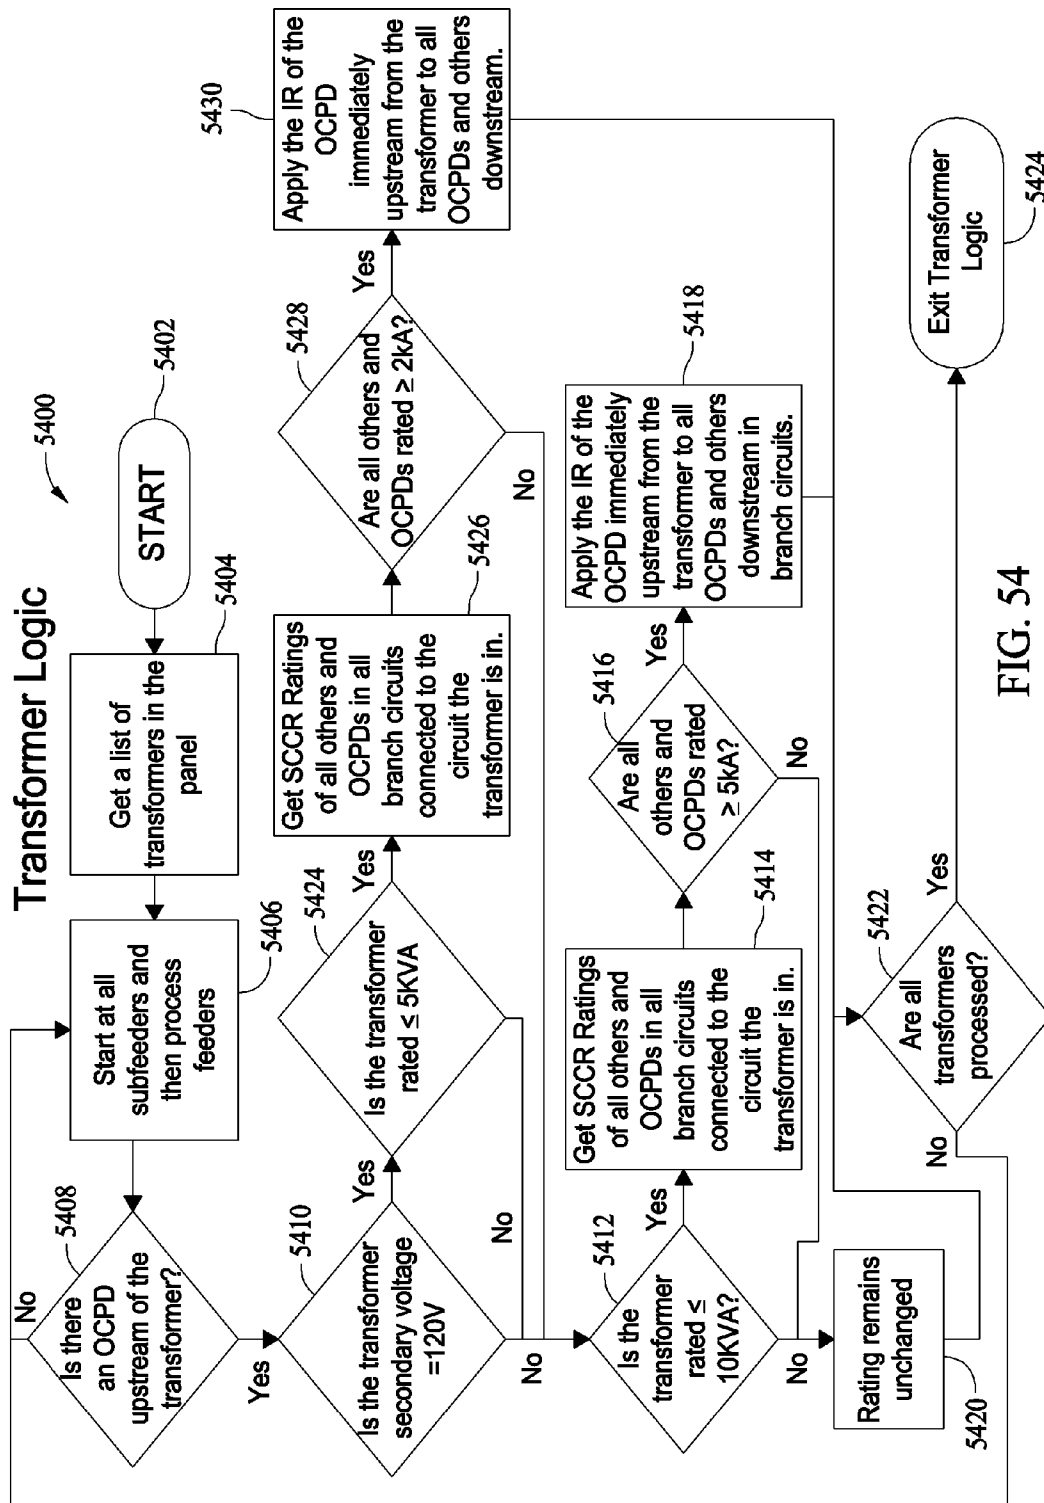 Transformer Logic
5400
START
5402
Get a list of
transformers in the
panel
5404
Start at all
subfeeders and
then process
feeders
5406
Is there
an OCPD
upstream of the
transformer?
5408
No
Yes
Is the transformer
secondary voltage
=120V
5410
Yes
No
Is the transformer
rated ≤ 5KVA
5424
Yes
No
Get SCCR Ratings
of all others and
OCPDs in all
branch circuits
connected to the
circuit the
transformer is in.
5426
Are all others and
OCPDs rated ≥ 2kA?
5428
Yes
No
Apply the IR of the
OCPD
immediately
upstream from the
transformer to all
OCPDs and others
downstream.
5430
Is the
transformer
rated ≤
10KVA?
5412
Yes
No
Get SCCR Ratings
of all others and
OCPDs in all
branch circuits
connected to the
circuit the
transformer is in.
5414
Are all
others and
OCPDs rated
≥ 5kA?
5416
Yes
No
Apply the IR of the
OCPD immediately
upstream from the
transformer to all
OCPDs and others
downstream in
branch circuits.
5418
Rating remains
unchanged
5420
Are all
transformers
processed?
5422
No
Yes
Exit Transformer
Logic
5424
FIG. 54